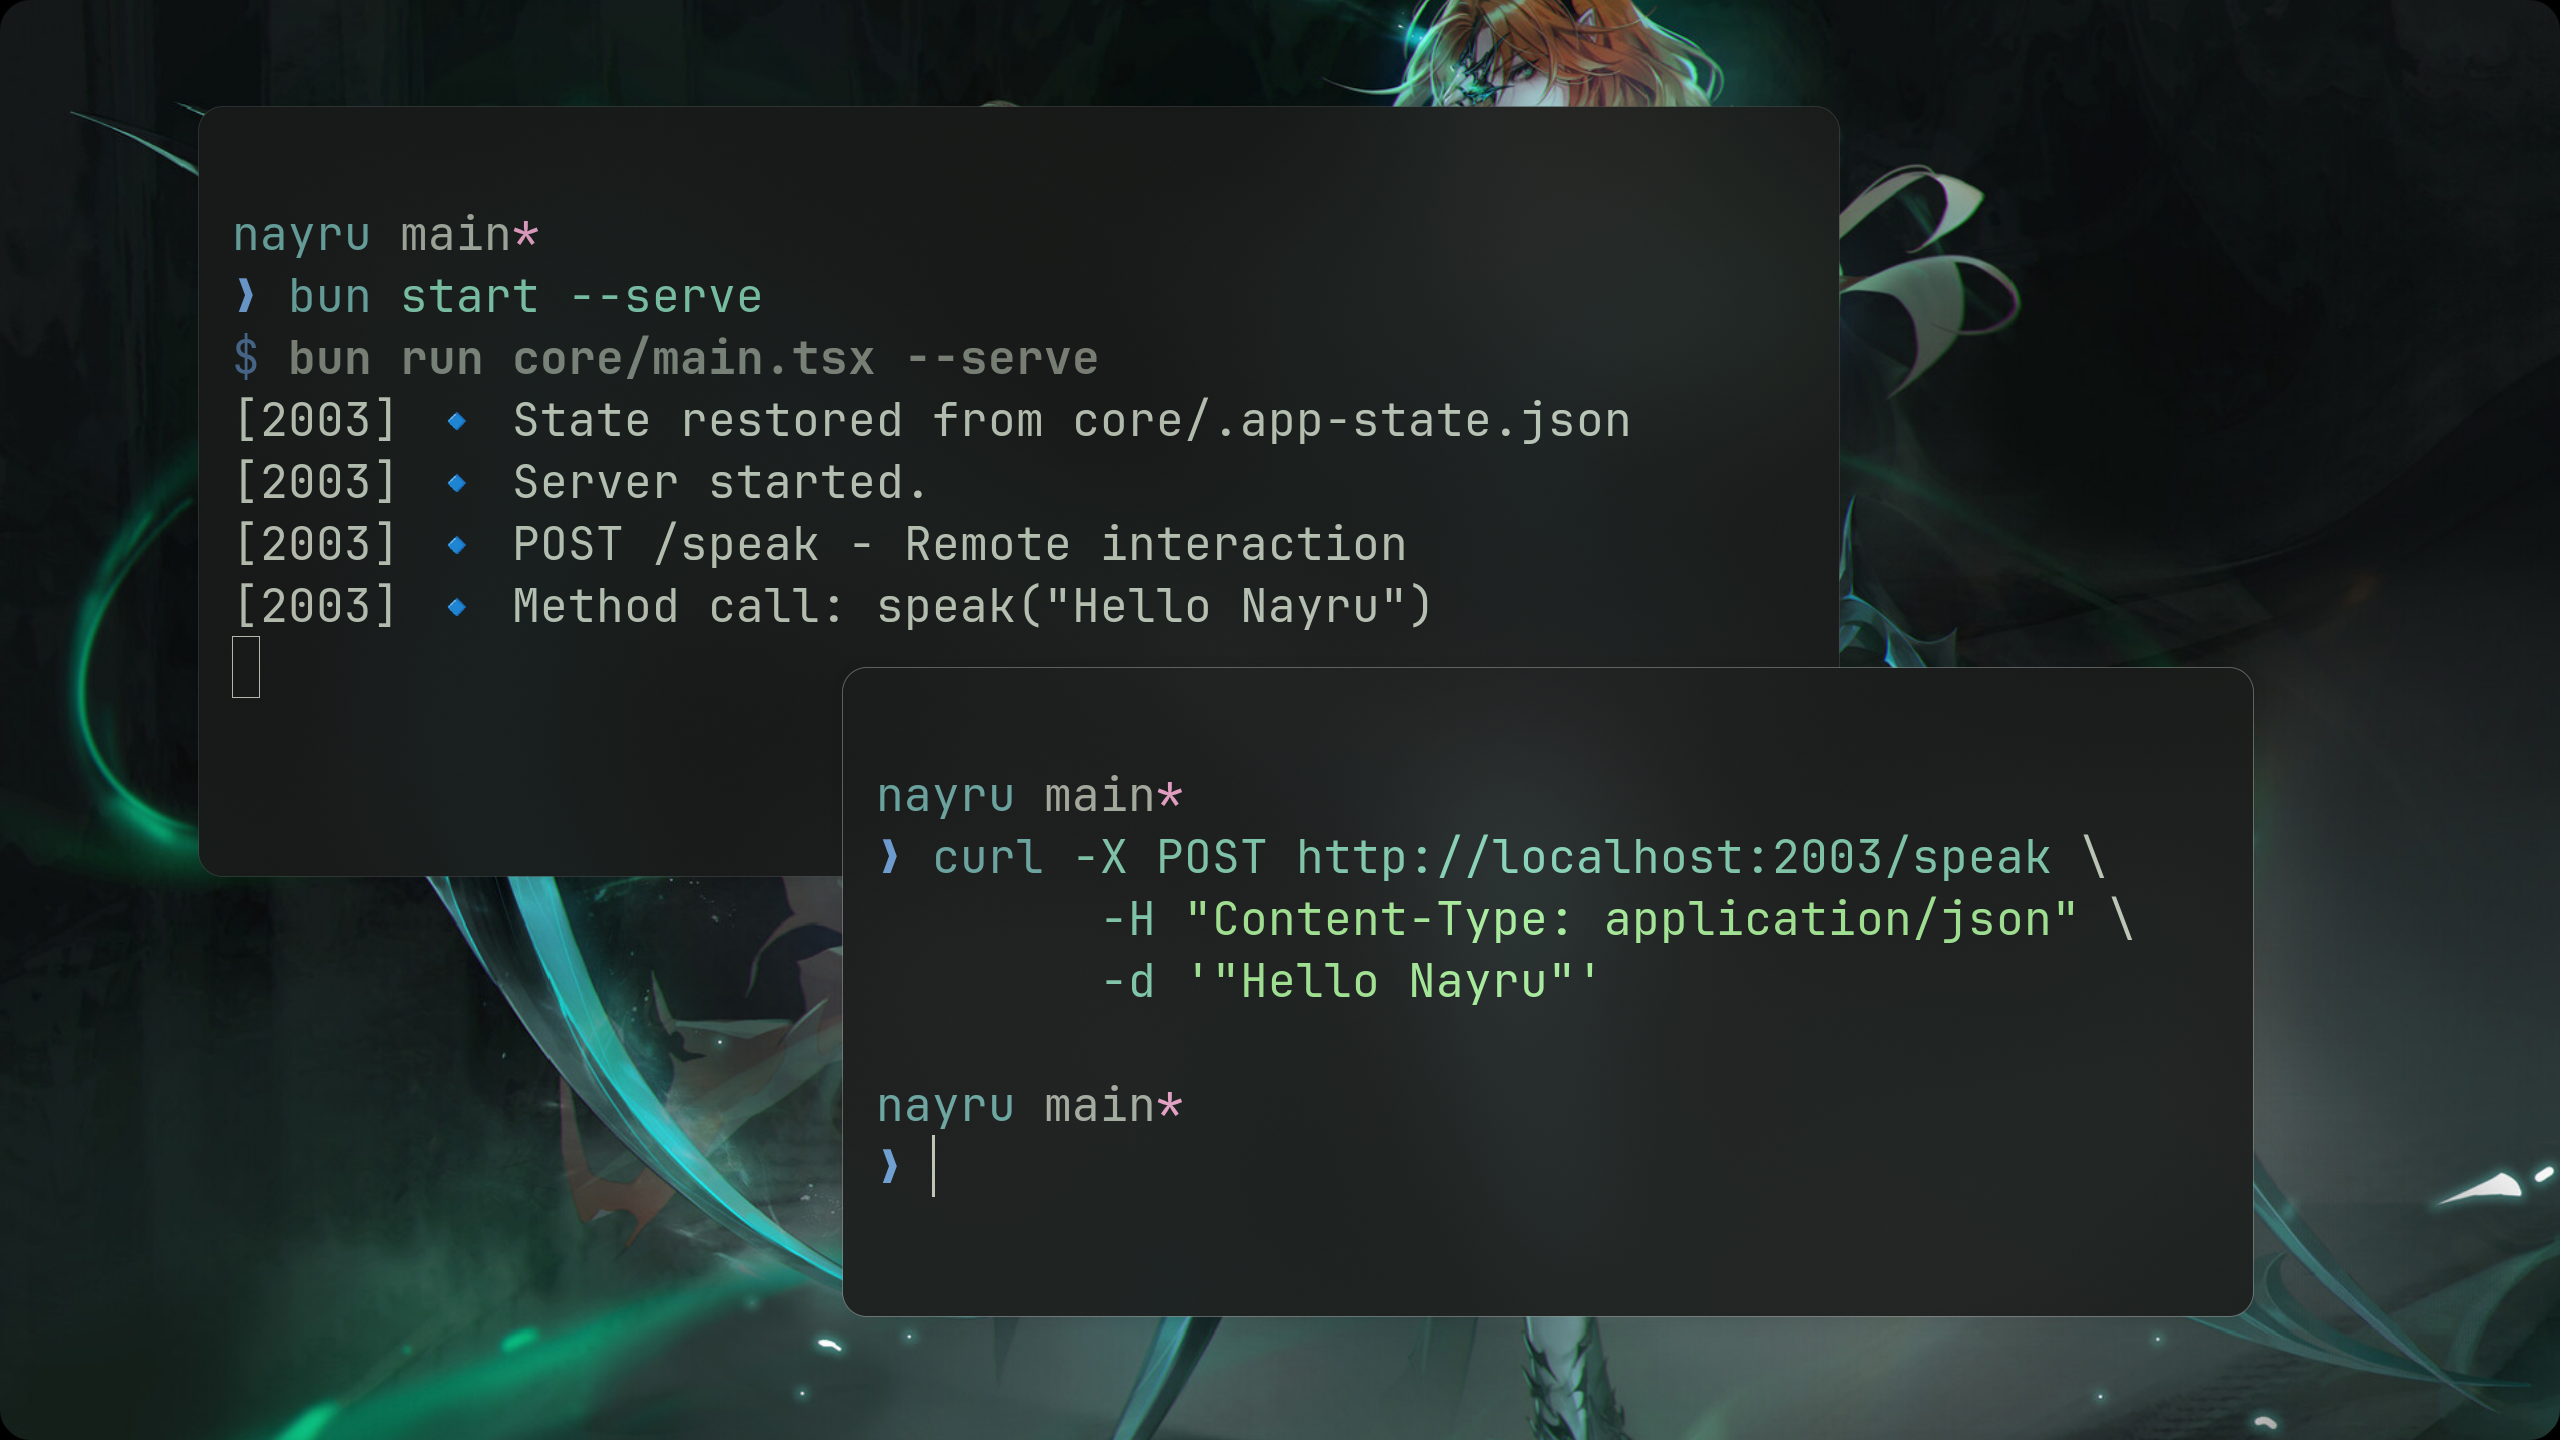 nayru main*
❱ bun start --serve
$ bun run core/main.tsx --serve
[2003] 🔹 State restored from core/.app-state.json
[2003] 🔹 Server started.
[2003] 🔹 POST /speak - Remote interaction
[2003] 🔹 Method call: speak("Hello Nayru")
nayru main*
❱ curl -X POST http://localhost:2003/speak \
-H "Content-Type: application/json" \
-d '"Hello Nayru"'
nayru main*
❱